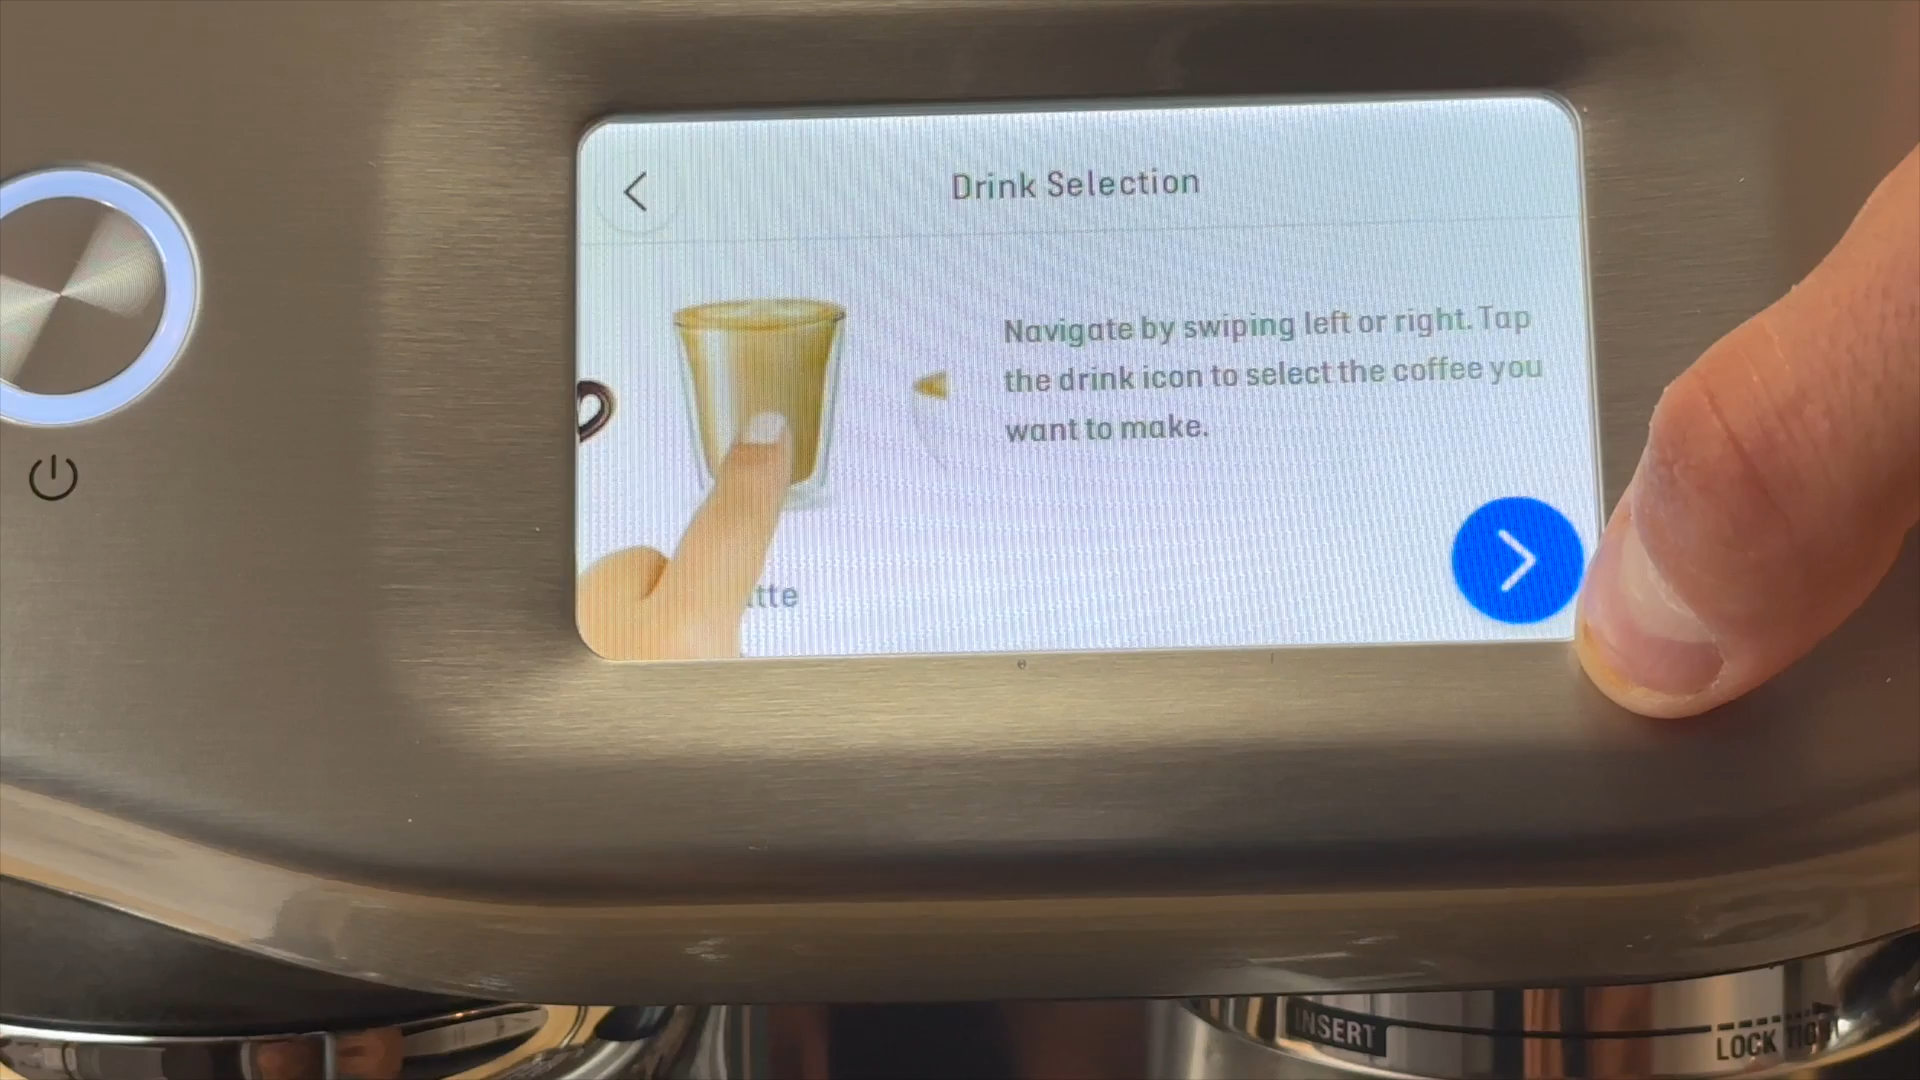 Drink Selection
Navigate by swiping left or right. Tap
the drink icon to select the coffee you
want to make.
tte
INSERT
LOCK